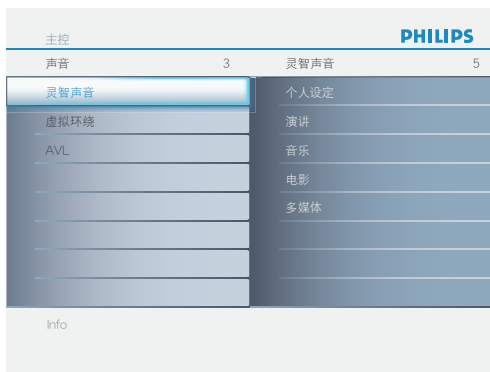 主控 PHILIPS
声音 3 灵智声音 5
灵智声音 个人设定
虚拟环绕 演讲
AVL 音乐
电影
多媒体
Info